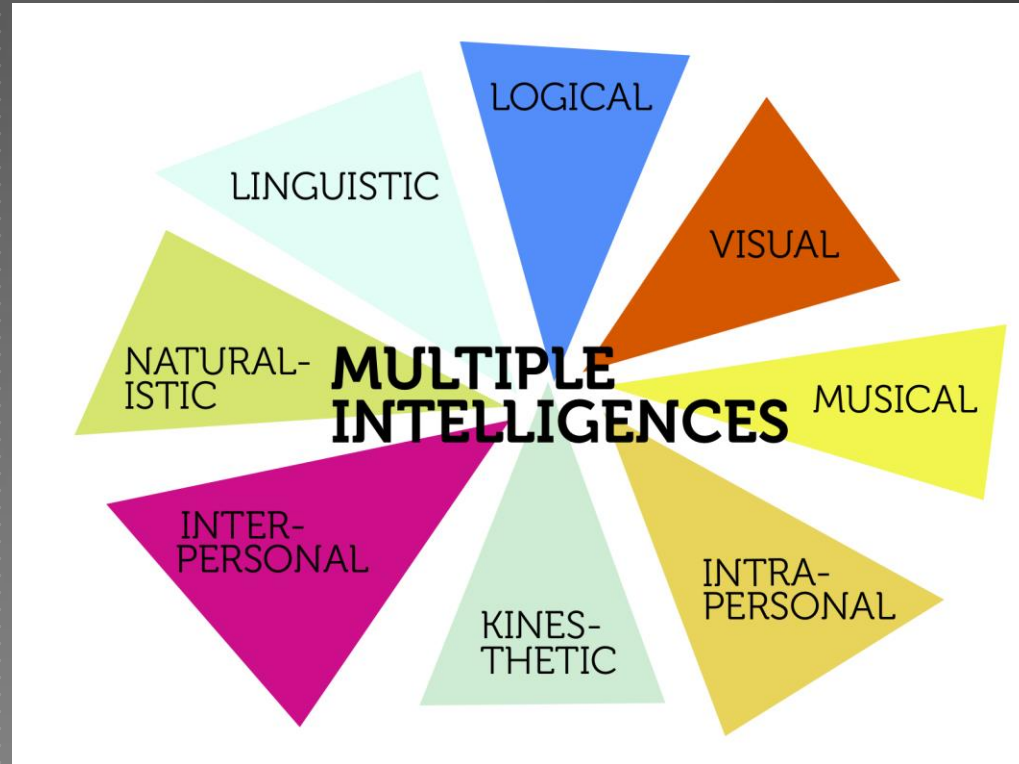 LOGICAL
LINGUISTIC
VISUAL
NATURAL-
ISTIC
MULTIPLE
INTELLIGENCES
MUSICAL
INTER-
PERSONAL
INTRA-
PERSONAL
KINES-
THETIC